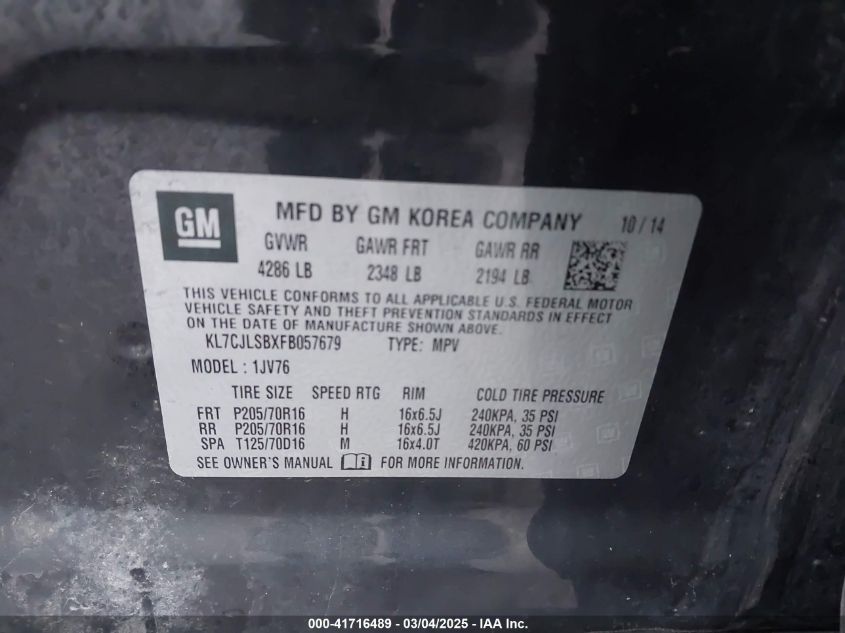 GM
MFD BY GM KOREA COMPANY 10/14
GVWR GAWR FRT GAWR RR
4286 LB 2348 LB 2194 LB
THIS VEHICLE CONFORMS TO ALL APPLICABLE U.S. FEDERAL MOTOR
VEHICLE SAFETY AND THEFT PREVENTION STANDARDS IN EFFECT
ON THE DATE OF MANUFACTURE SHOWN ABOVE.
KL7CJLSBXFB057679 TYPE: MPV
MODEL : 1JV76
TIRE SIZE SPEED RTG RIM COLD TIRE PRESSURE
FRT P205/70R16 H 16x6.5J 240KPA, 35 PSI
RR P205/70R16 H 16x6.5J 240KPA, 35 PSI
SPA T125/70D16 M 16x4.0T 420KPA, 60 PSI
SEE OWNER'S MANUAL FOR MORE INFORMATION.
000-41716489 - 03/04/2025 - IAA Inc.